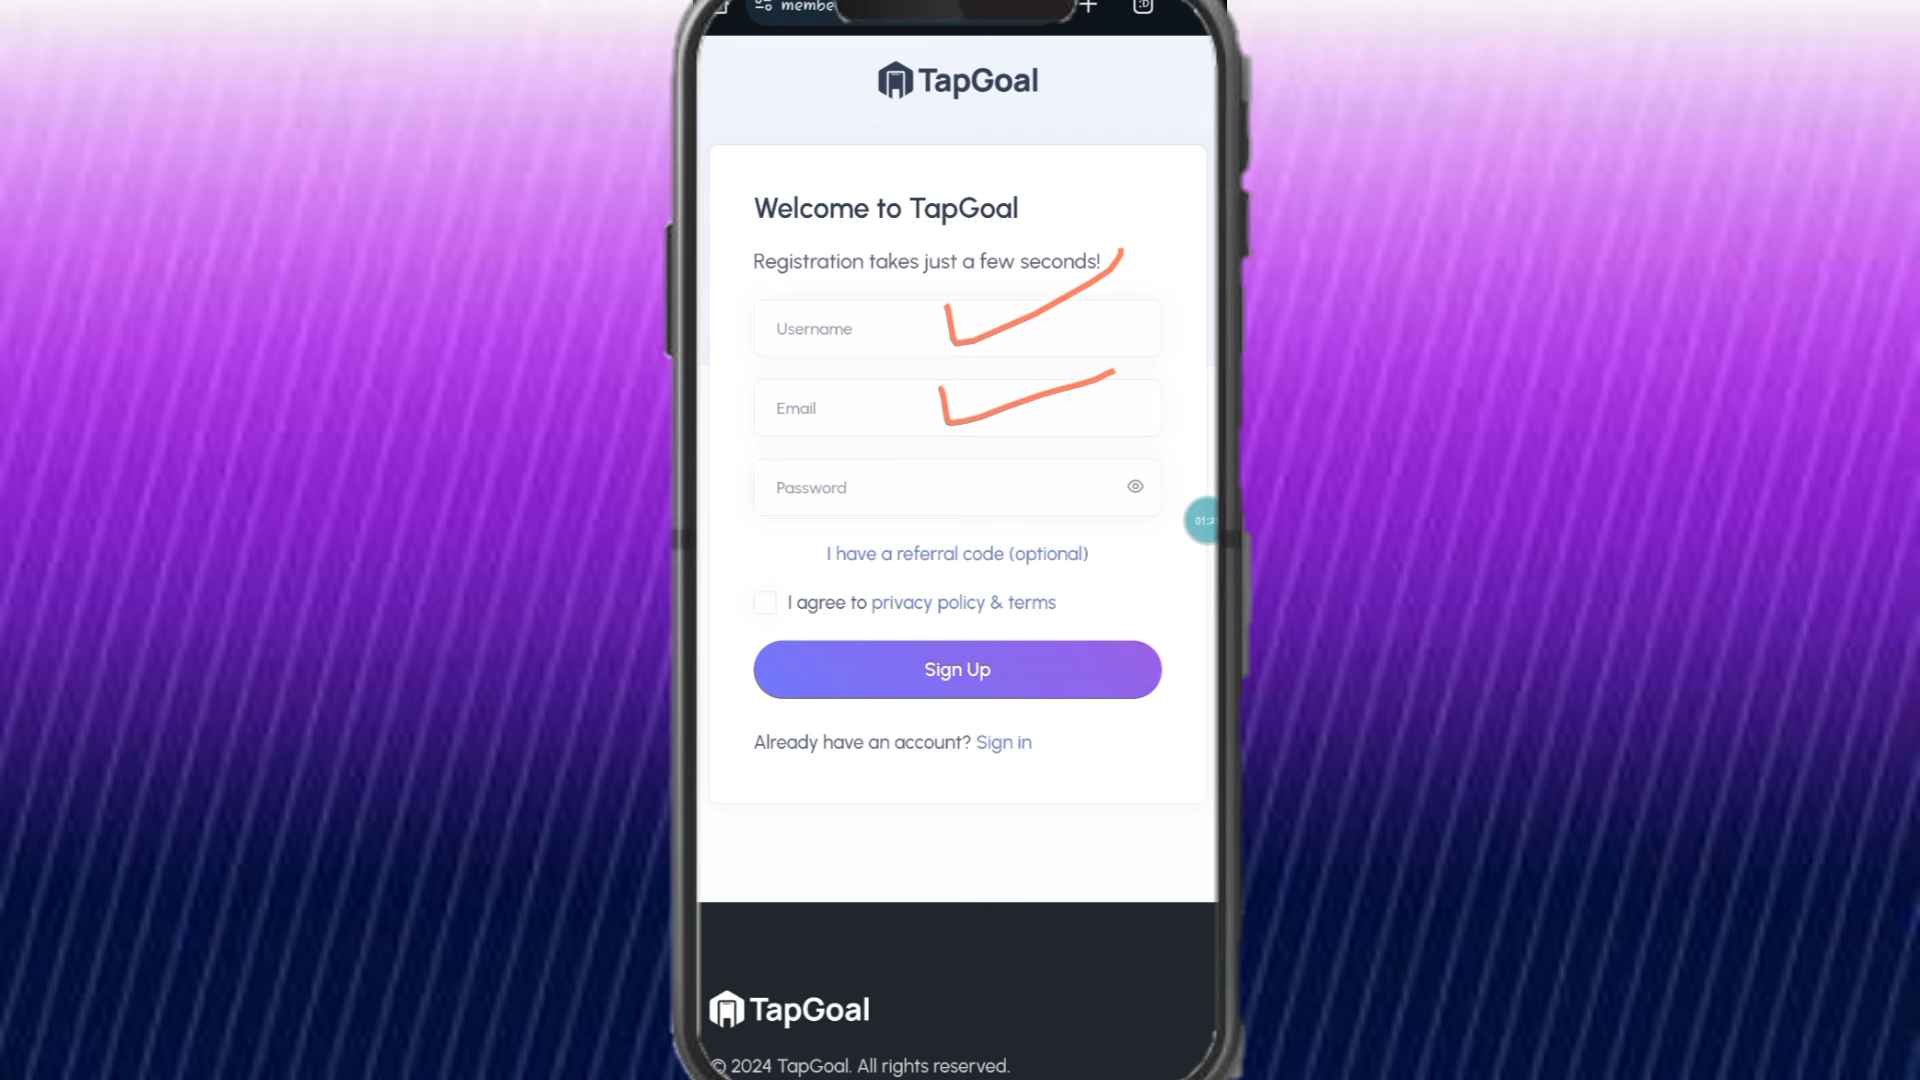 membe
TapGoal
Welcome to TapGoal
Registration takes just a few seconds!
Username
Email
Password
I have a referral code (optional)
I agree to privacy policy & terms
Sign Up
Already have an account? Sign in
TapGoal
© 2024 TapGoal. All rights reserved.